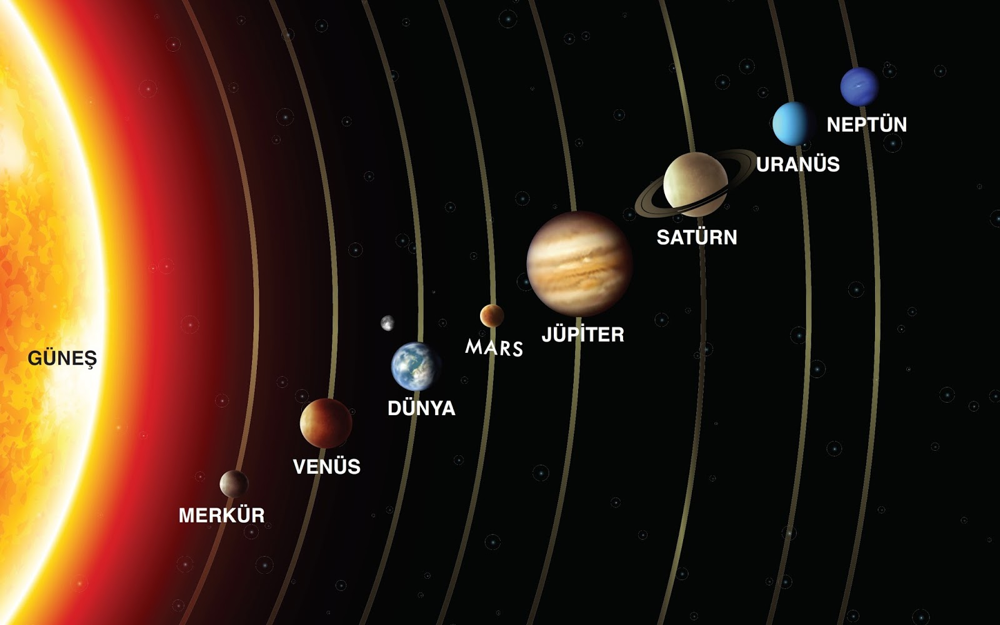 GÜNEŞ
MERKÜR
VENÜS
DÜNYA
MARS
JÜPİTER
SATÜRN
URANÜS
NEPTÜN